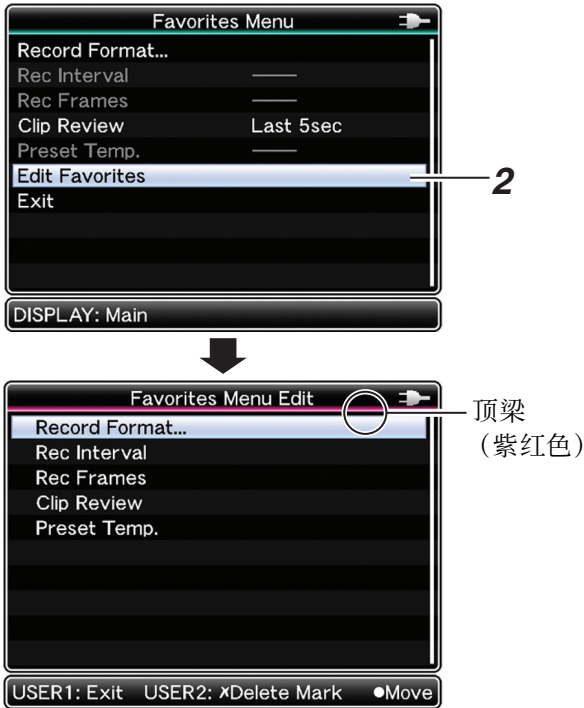 Favorites Menu
Record Format...
Rec Interval ——
Rec Frames ——
Clip Review Last 5sec
Preset Temp. ——
Edit Favorites
2
Exit
DISPLAY: Main
Favorites Menu Edit
顶梁
（紫红色）
Record Format...
Rec Interval
Rec Frames
Clip Review
Preset Temp.
USER1: Exit USER2: ✗Delete Mark ●Move